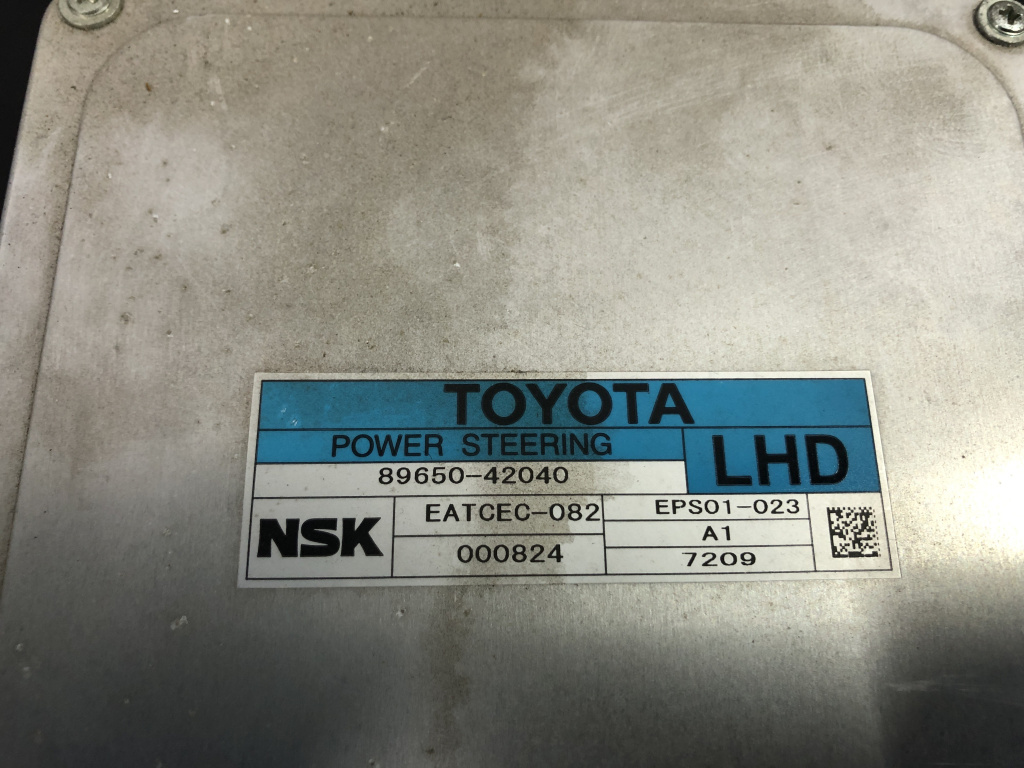 TOYOTA
POWER STEERING
LHD
89650-42040
NSK
EATCEC-082
000824
EPS01-023
A1
7209